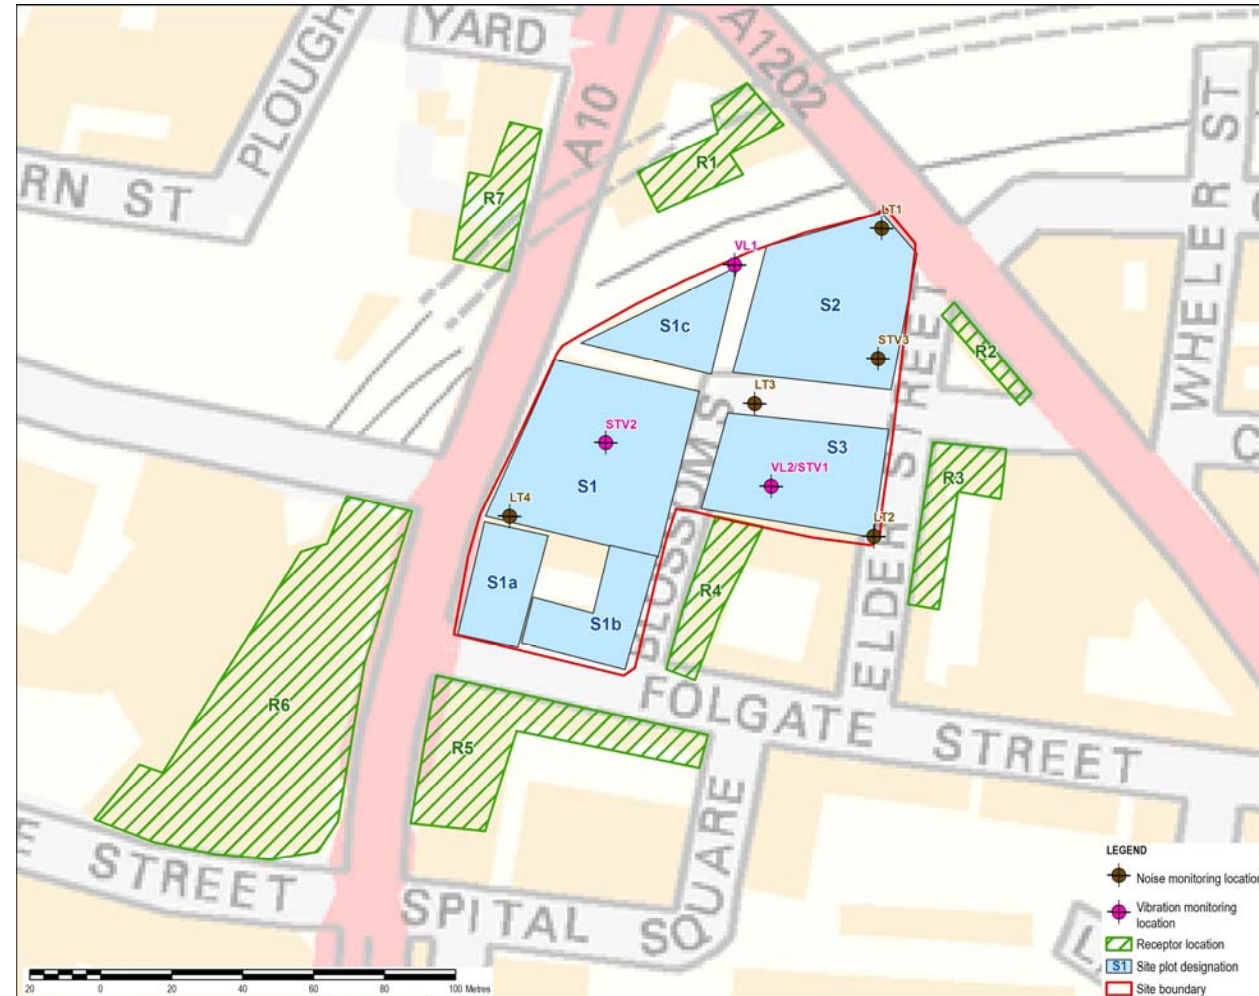 YARD
PLOUGH
A10
A1202
RN ST
WHELER ST
R1
R7
LT1
VL1
S2
S1c
STV3
R2
LT3
STV2
S3
VL2/STV1
S1
R3
LT4
LT2
BLOSSOM ST
ELDER STREET
C
S1a
R4
S1b
R6
FOLGATE STREET
R5
E STREET
SPITAL SQUARE
L
LEGEND
Noise monitoring location
Vibration monitoring
location
Receptor location
S1 Site plot designation
Site boundary
20 0 20 40 60 80 100 Metres